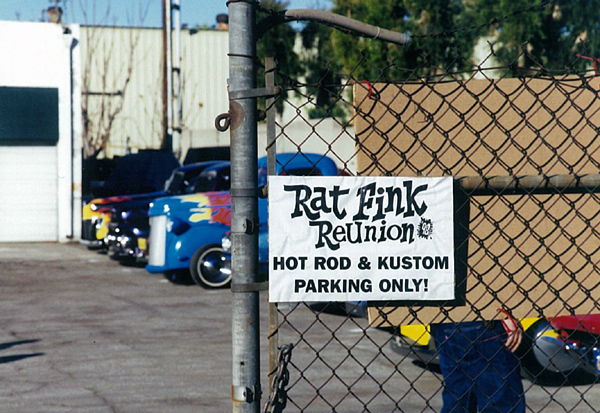 Rat Fink
Reunion
HOT ROD & KUSTOM
PARKING ONLY!